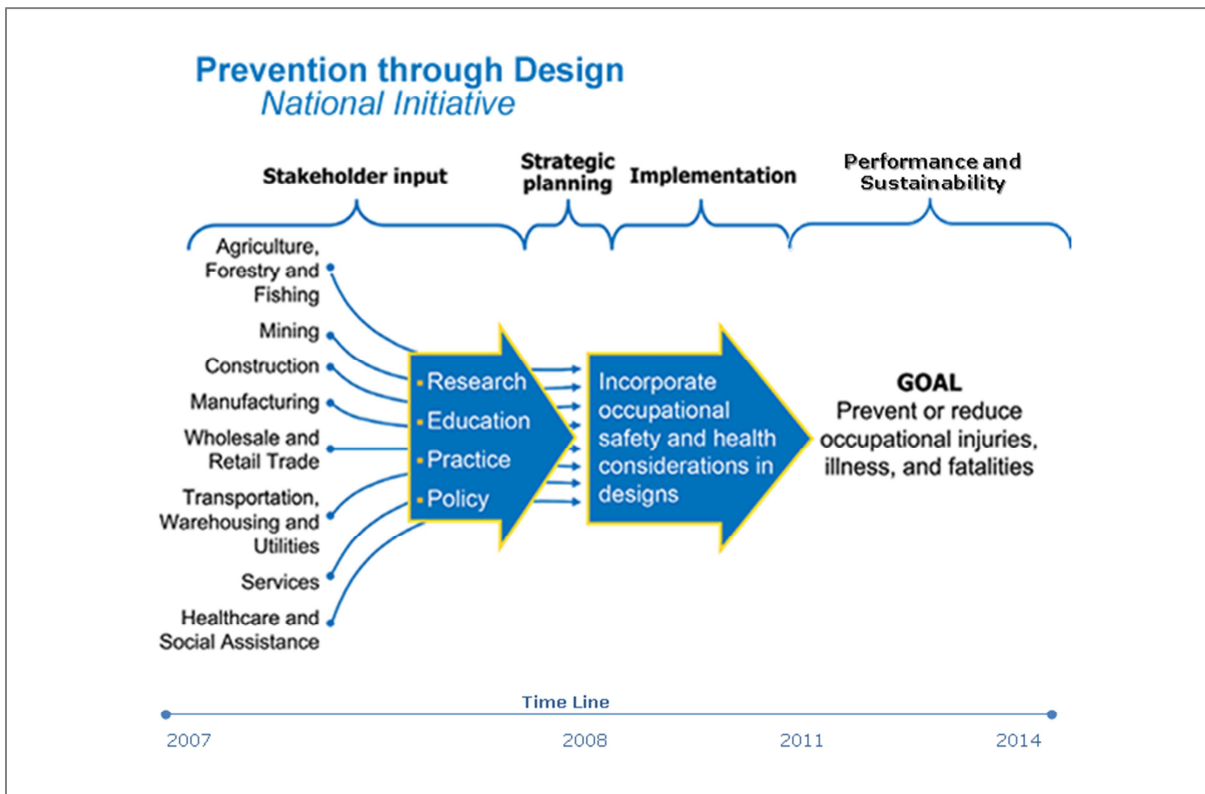 Prevention through Design
National Initiative
Stakeholder input
Strategic
planning
Implementation
Performance and
Sustainability
Agriculture,
Forestry and
Fishing
Mining
Construction
Manufacturing
Wholesale and
Retail Trade
Transportation,
Warehousing and
Utilities
Services
Healthcare and
Social Assistance
Research
Education
Practice
Policy
Incorporate
occupational
safety and health
considerations in
designs
GOAL
Prevent or reduce
occupational injuries,
illness, and fatalities
Time Line
2007
2008
2011
2014